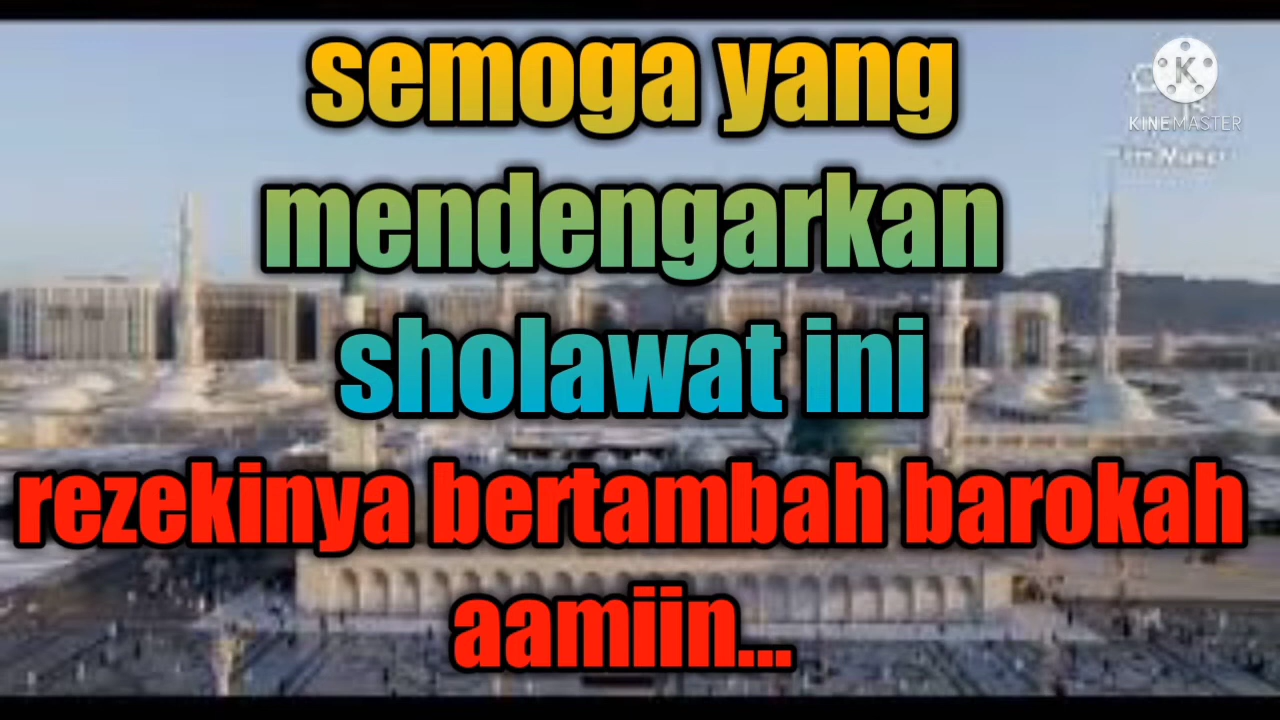 semoga yang
mendengarkan
sholawat ini
rezekinya bertambah barokah
aamiin...
KINEMASTER